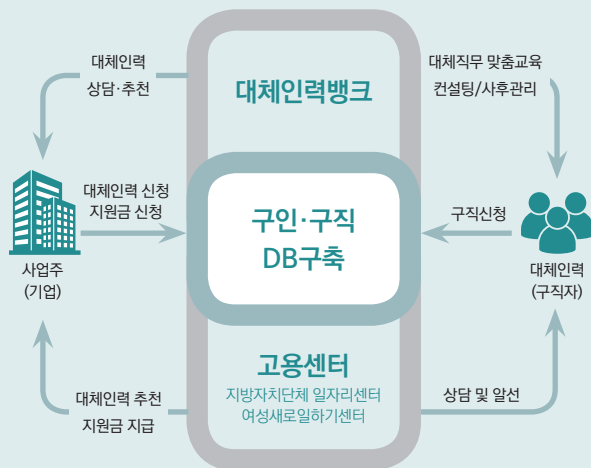 대체인력
상담·추천
대체인력뱅크
대체직무 맞춤교육
컨설팅/사후관리
대체인력 신청
지원금 신청
구인·구직
DB구축
구직신청
사업주
(기업)
대체인력
(구직자)
대체인력 추천
지원금 지급
고용센터
지방자치단체 일자리센터
여성새로일하기센터
상담 및 알선